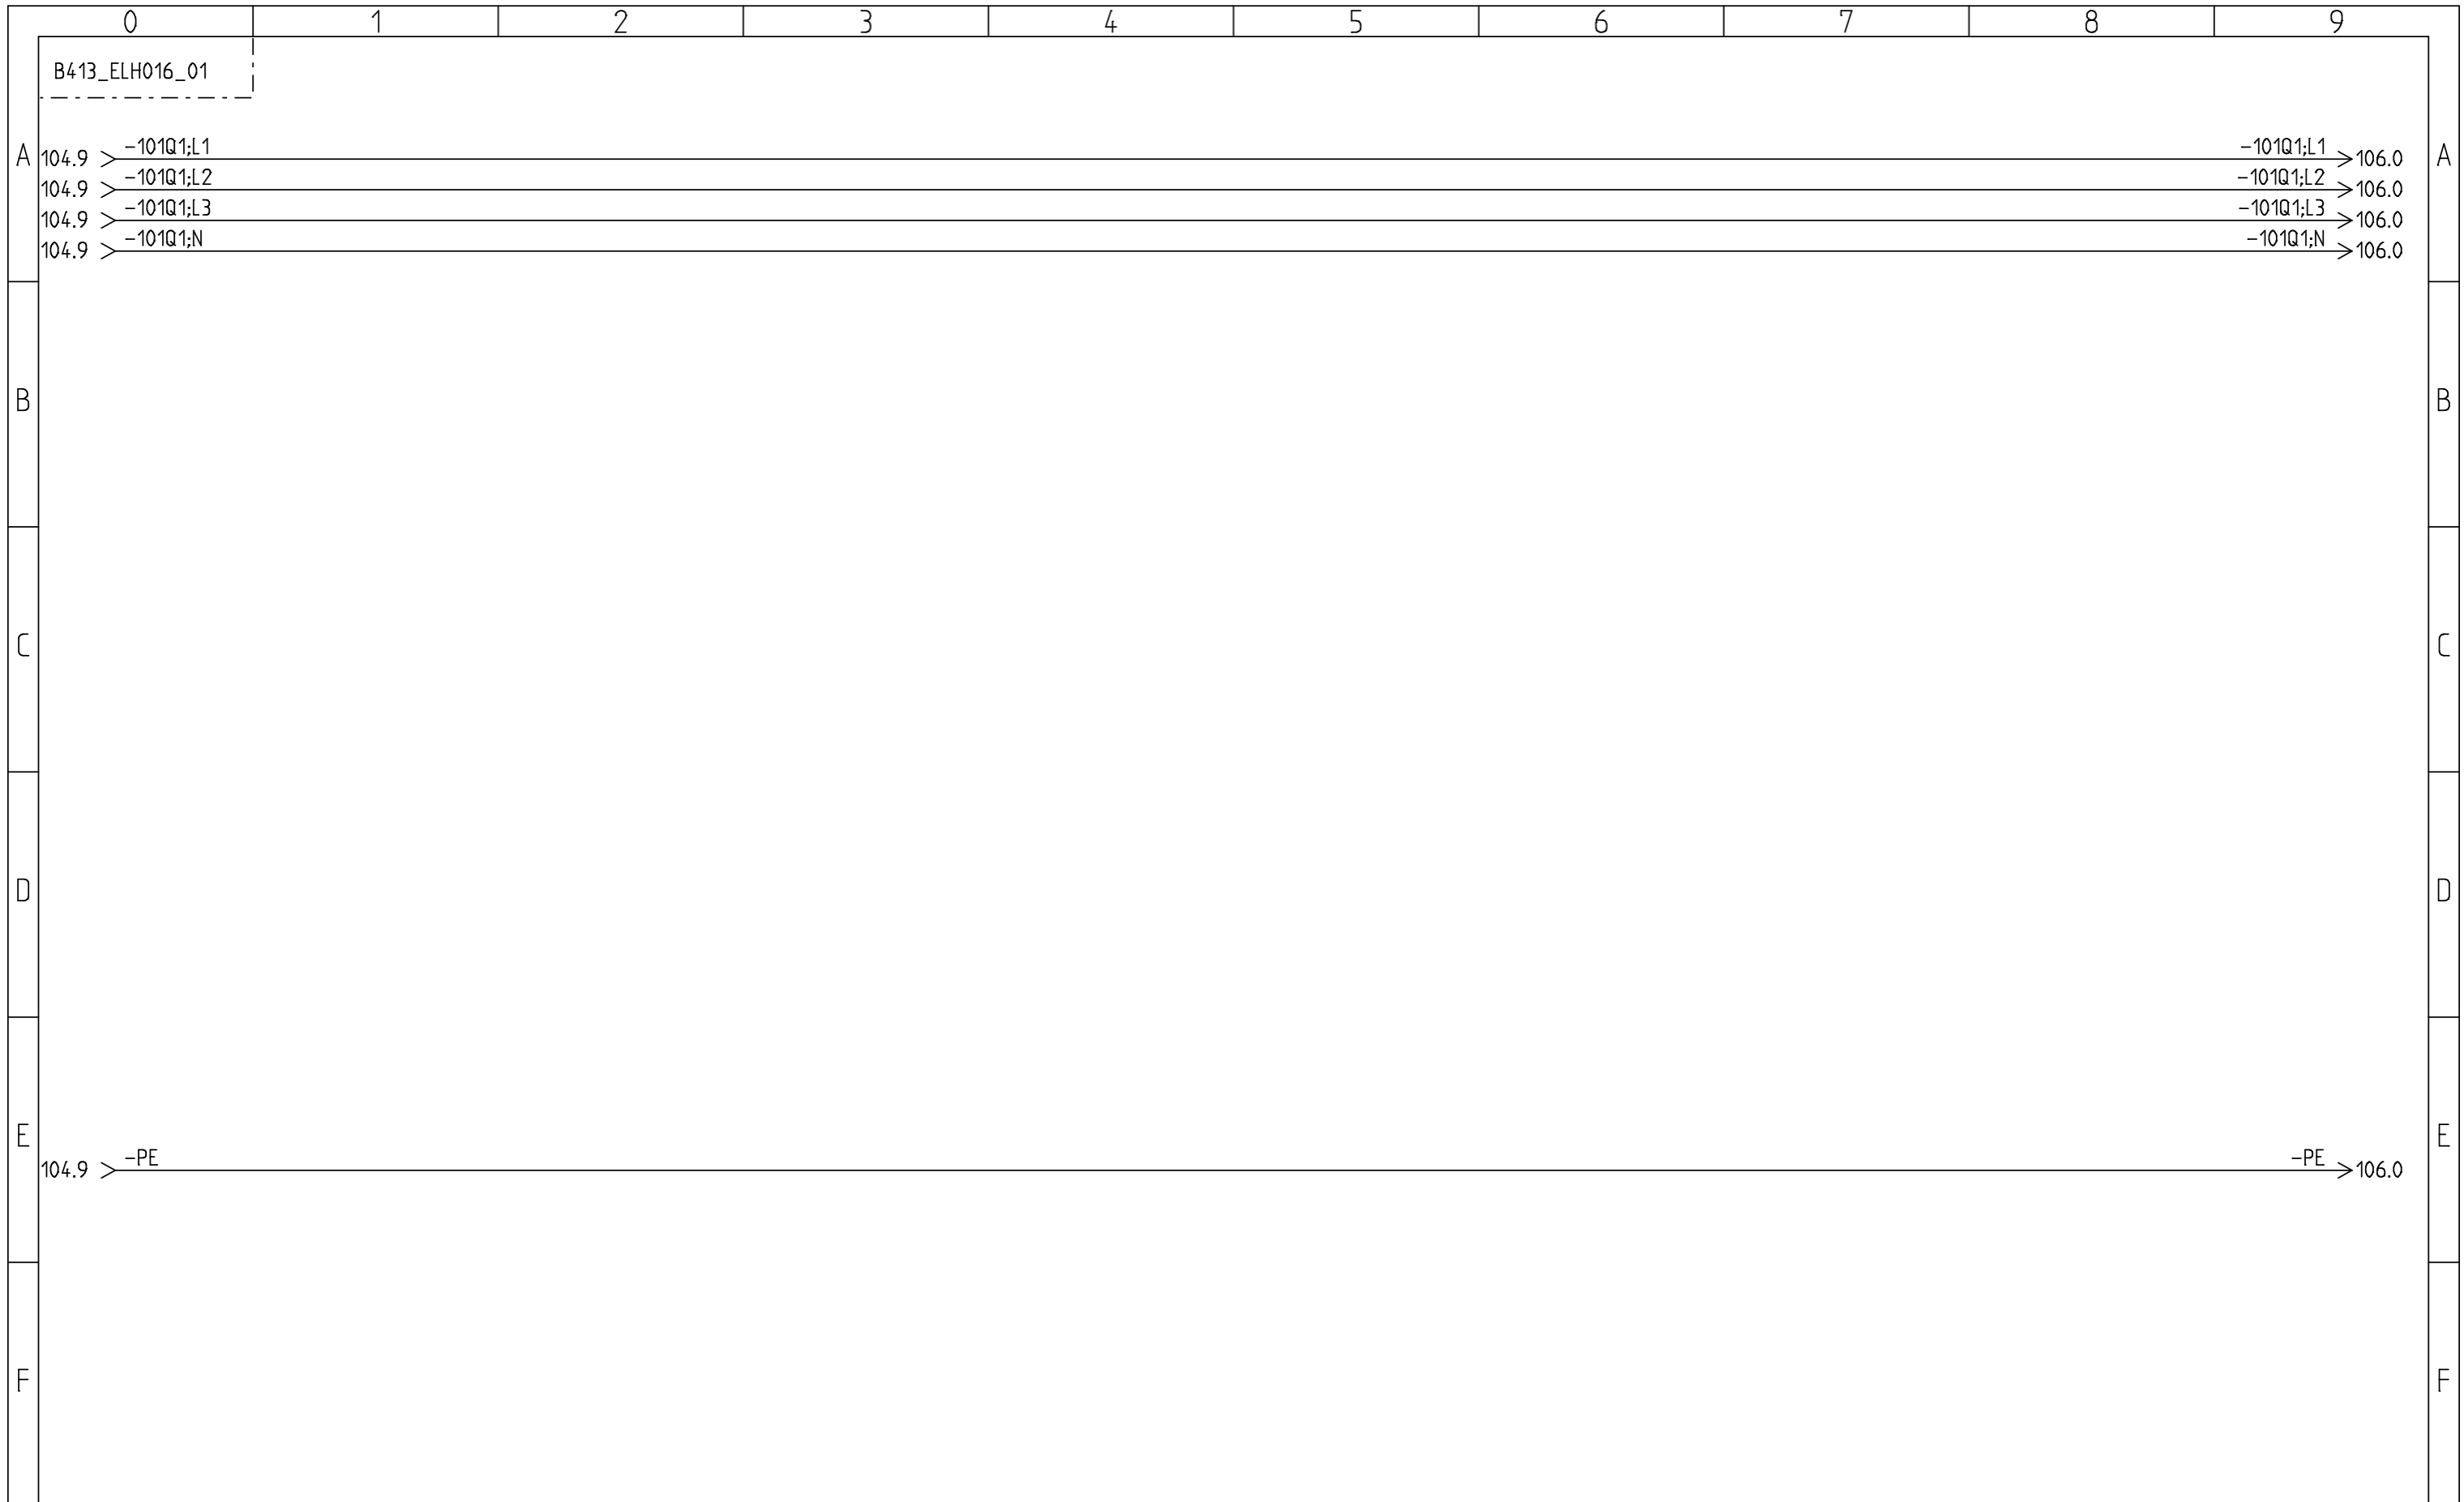 0 1 2 3 4 5 6 7 8 9
B413_ELH016_01
-101Q1;L1 -101Q1;L1
A 104.9 106.0 A
-101Q1;L2 -101Q1;L2
104.9 106.0
-101Q1;L3 -101Q1;L3
104.9 106.0
-101Q1;N -101Q1;N
104.9 106.0
B B
C C
D D
E E
-PE -PE
104.9 106.0
F F